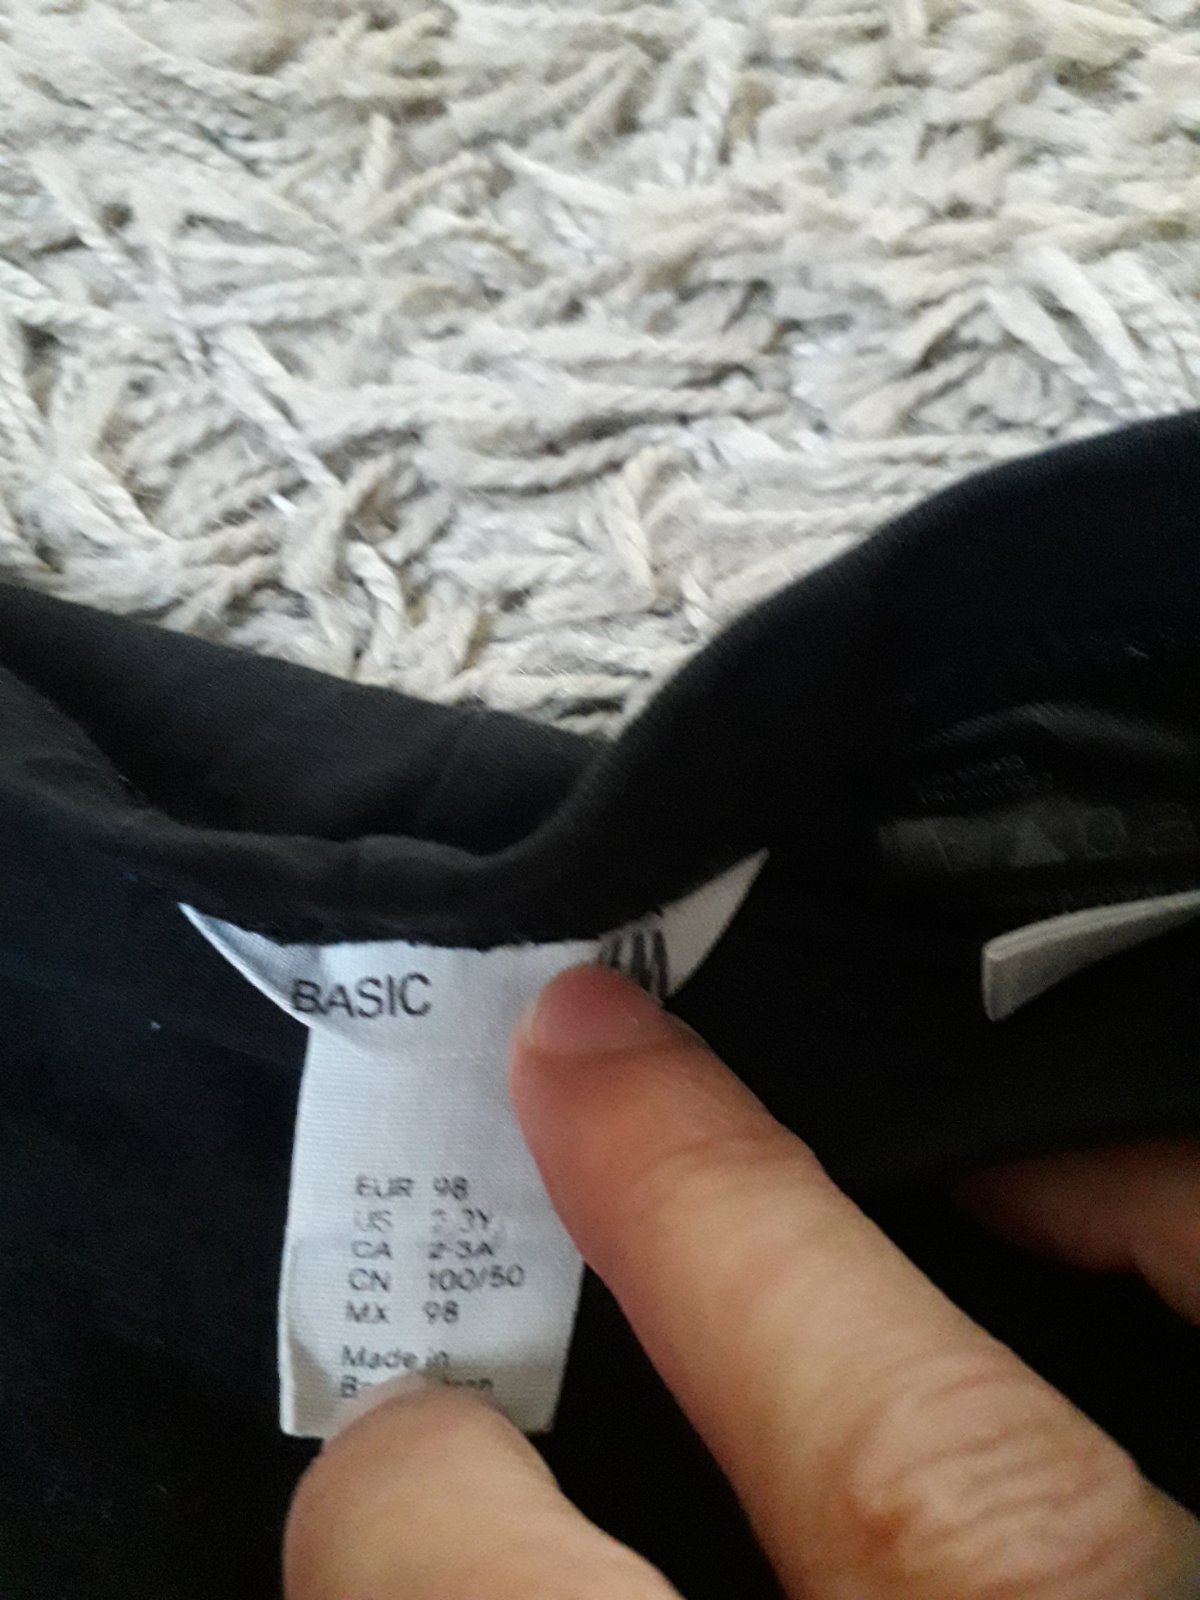 BASIC
EUR 98
US 2-3Y
CA 2-3A
CN 100/50
MX 98
Made in